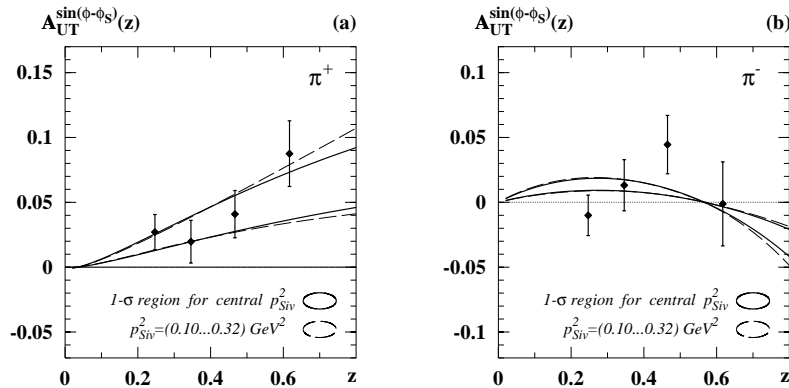 A_UT^sin(ϕ-ϕ_S)(z) (a)
0.15
π⁺
0.1
0.05
0
1-σ region for central p²_Siv
p²_Siv=(0.10...0.32) GeV²
-0.05
0 0.2 0.4 0.6 z
A_UT^sin(ϕ-ϕ_S)(z) (b)
0.1
π⁻
0.05
0
-0.05
1-σ region for central p²_Siv
p²_Siv=(0.10...0.32) GeV²
-0.1
0 0.2 0.4 0.6 z